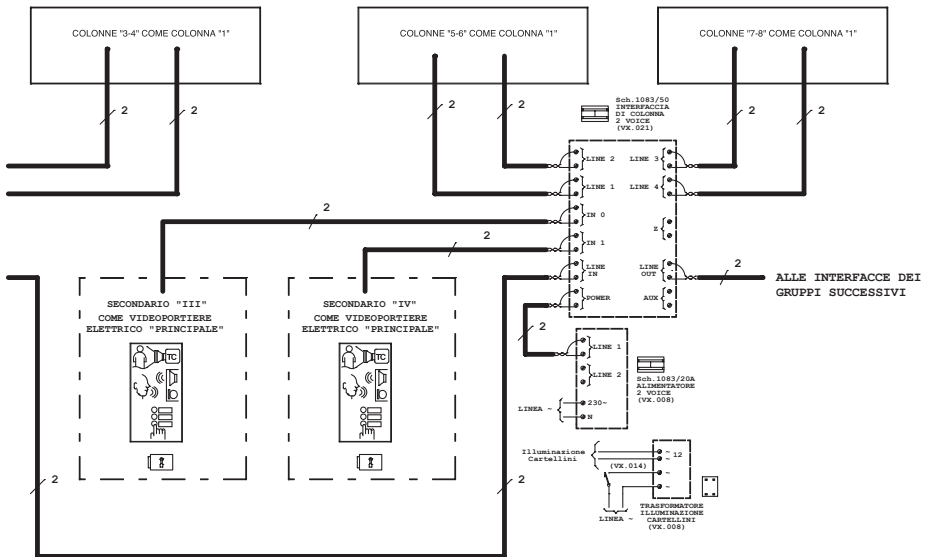 COLONNE "3-4" COME COLONNA "1"
COLONNE "5-6" COME COLONNA "1"
COLONNE "7-8" COME COLONNA "1"
2
2
2
2
2
2
Sch.1083/50
INTERFACCIA
DI COLONNA
2 VOICE
(VX.021)
LINE 2
LINE 3
LINE 1
LINE 4
IN 0
Z
IN 1
LINE
IN
LINE
OUT
POWER
AUX
2
2
2
ALLE INTERFACCE DEI
GRUPPI SUCCESSIVI
SECONDARIO "III"
COME VIDEOPORTIERE
ELETTRICO "PRINCIPALE"
TC
SECONDARIO "IV"
COME VIDEOPORTIERE
ELETTRICO "PRINCIPALE"
TC
2
LINE 1
LINE 2
230~
N
LINEA ~
Sch.1083/20A
ALIMENTATORE
2 VOICE
(VX.008)
Illuminazione
Cartellini
~ 12
~
(VX.014)
~
~
LINEA ~
TRASFORMATORE
ILLUMINAZIONE
CARTELLINI
(VX.008)
2
2